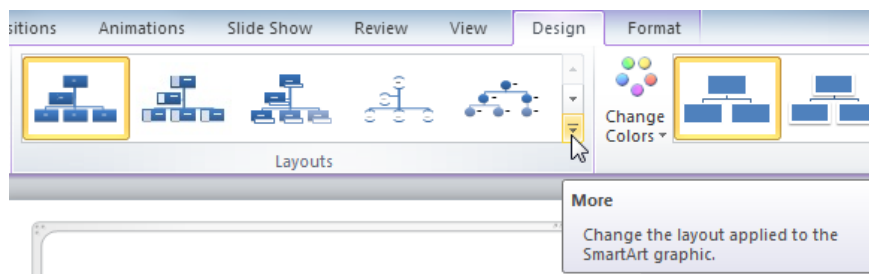 sitions Animations Slide Show Review View Design Format
Change
Colors
Layouts
More
Change the layout applied to the
SmartArt graphic.